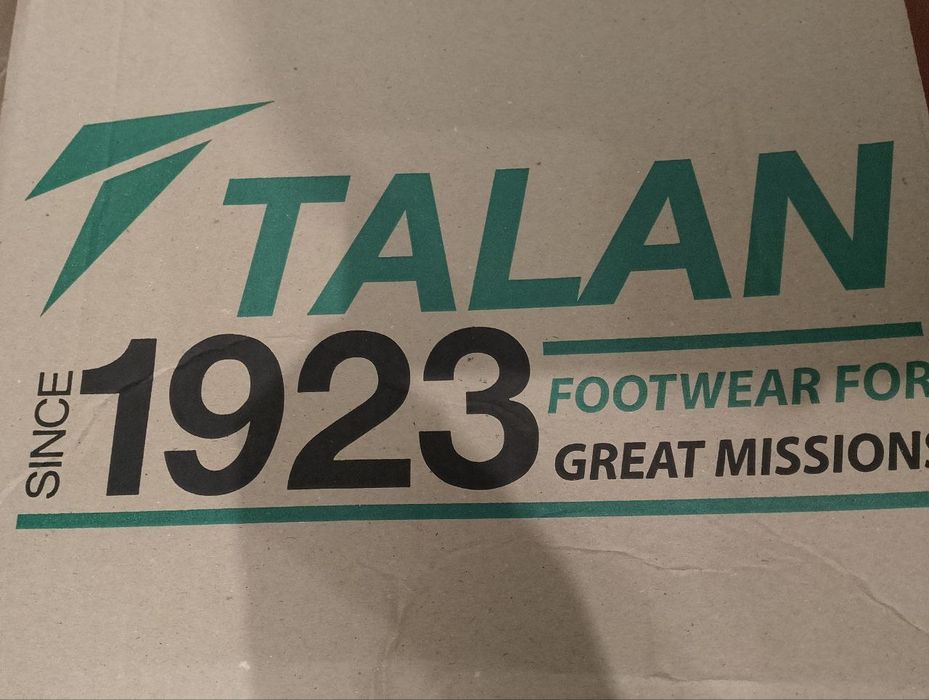 TALAN
SINCE 1923
FOOTWEAR FOR
GREAT MISSIONS